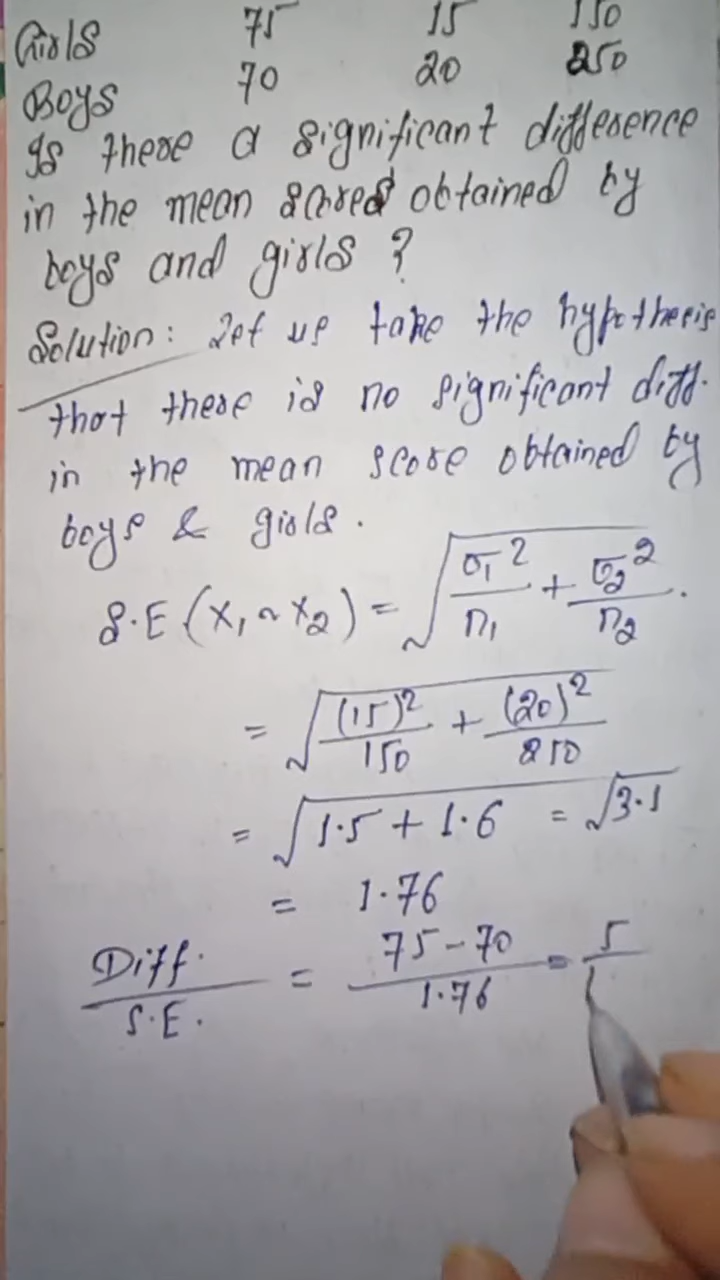 Girls 75 15 150
Boys 70 20 250
Is there a significant difference
in the mean scores obtained by
boys and girls ?
Solution : Let us take the hypothesis
that there is no significant diff.
in the mean score obtained by
boys & girls .
S.E (X₁ ~ X₂) = √(σ₁²/n₁ + σ₂²/n₂) .
= √((15)²/150 + (20)²/250)
= √(1.5 + 1.6) = √3.1
= 1.76
Diff./S.E. = (75-70)/1.76 = 5/